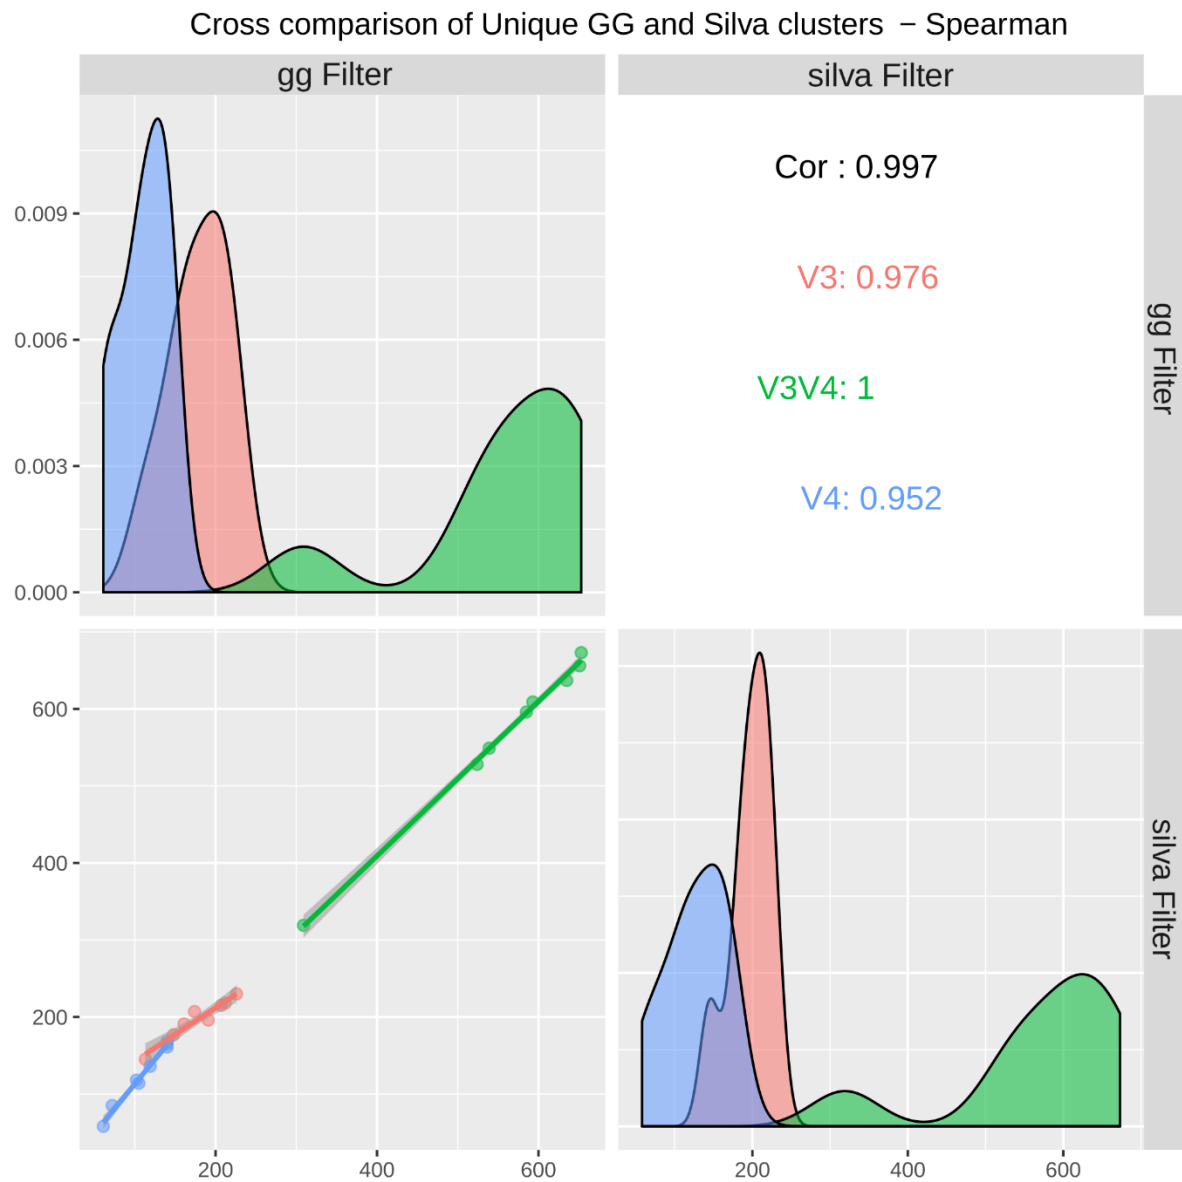 Cross comparison of Unique GG and Silva clusters − Spearman
gg Filter
silva Filter
0.009
0.006
0.003
0.000
Cor : 0.997
V3: 0.976
V3V4: 1
V4: 0.952
gg Filter
600
400
200
silva Filter
200
400
600
200
400
600